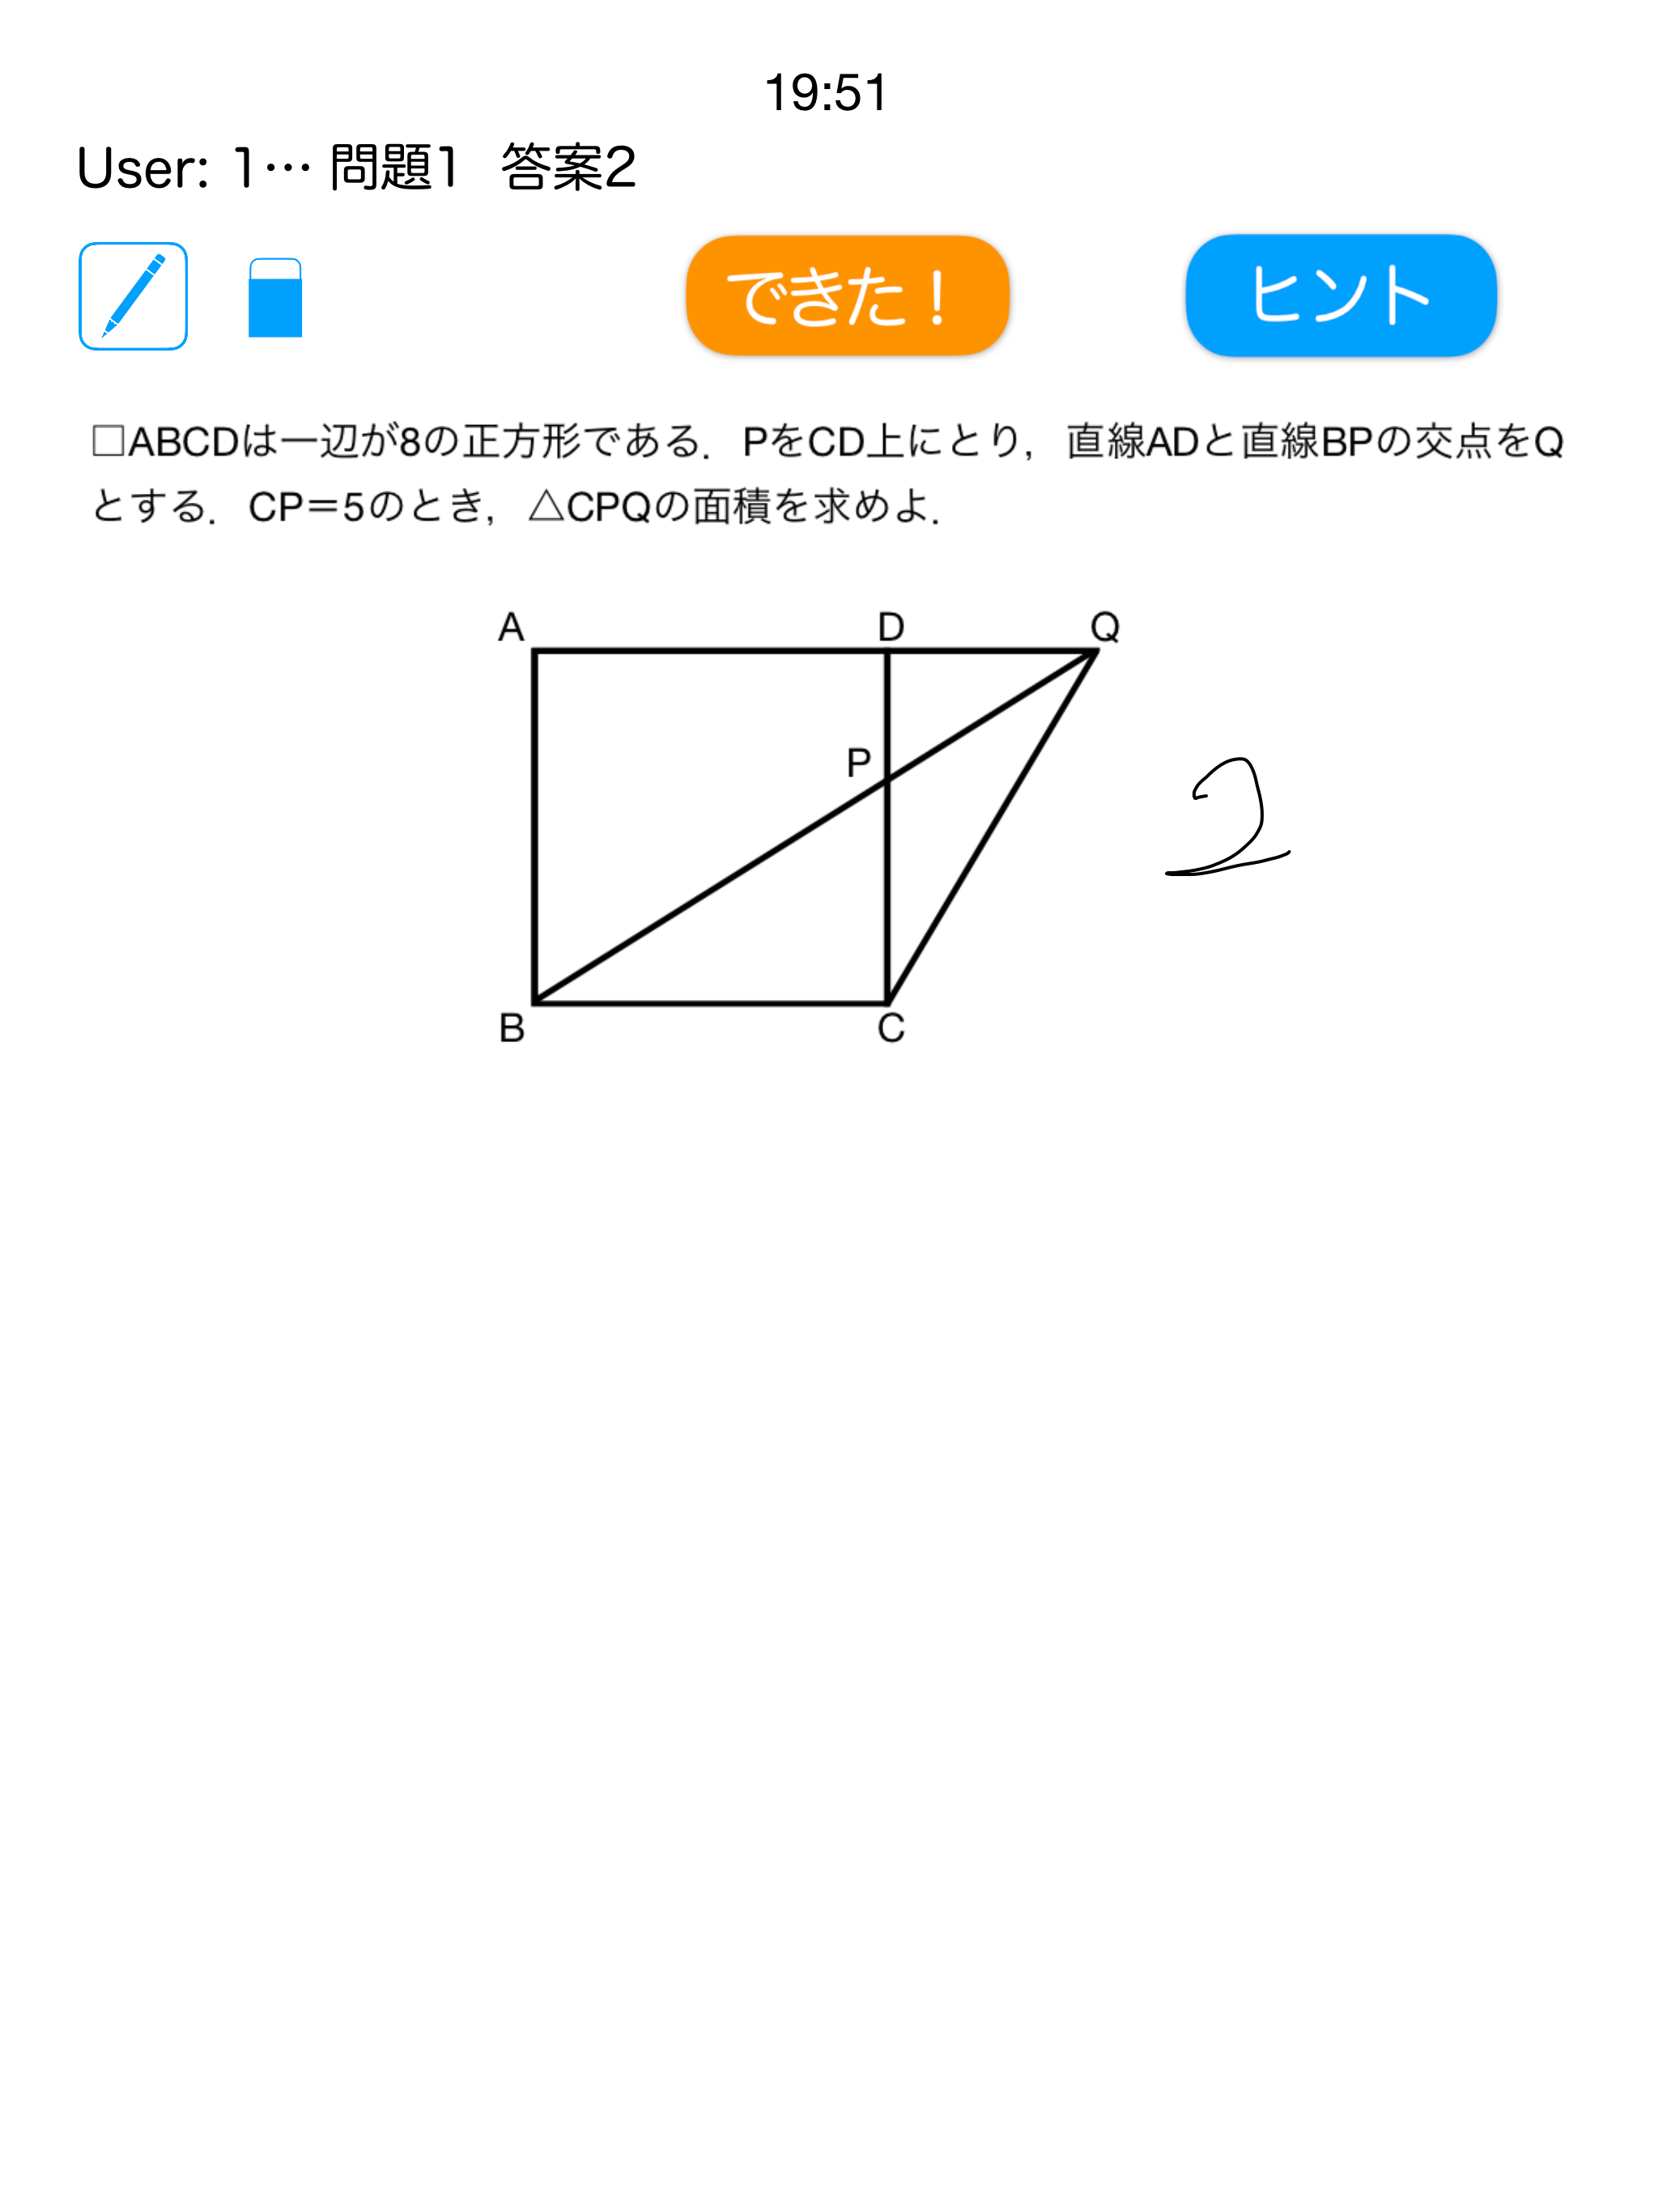 19:51
User: 1… 問題1 答案2
できた！
ヒント
□ABCDは一辺が8の正方形である．PをCD上にとり，直線ADと直線BPの交点をQ
とする．CP＝5のとき，△CPQの面積を求めよ．
A D Q
P
2
B C